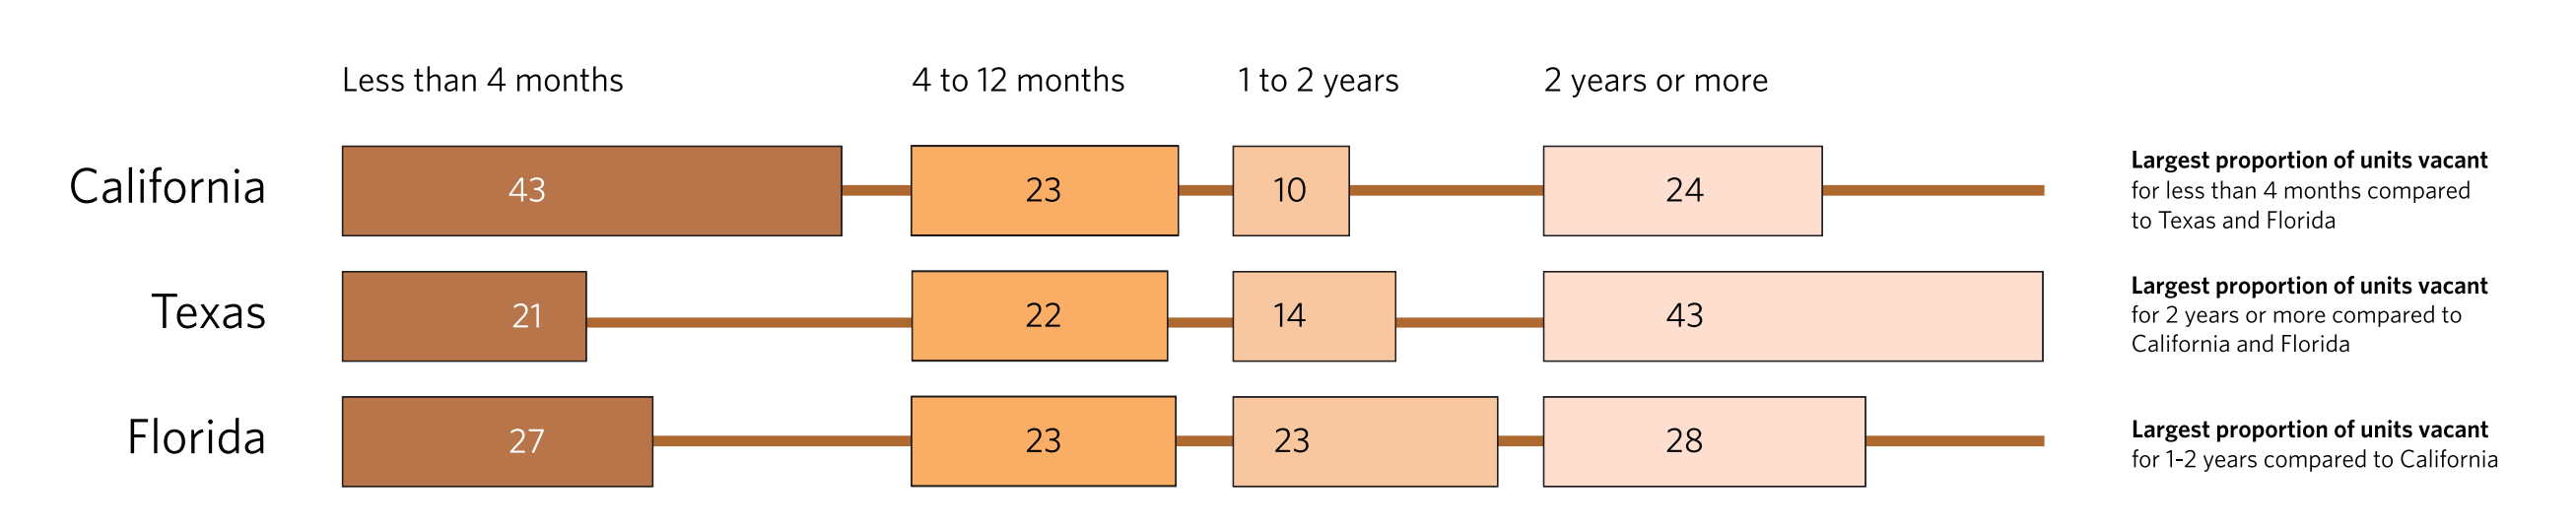 Less than 4 months 4 to 12 months 1 to 2 years 2 years or more
California 43 23 10 24
Largest proportion of units vacant
for less than 4 months compared
to Texas and Florida
Texas 21 22 14 43
Largest proportion of units vacant
for 2 years or more compared to
California and Florida
Florida 27 23 23 28
Largest proportion of units vacant
for 1-2 years compared to California